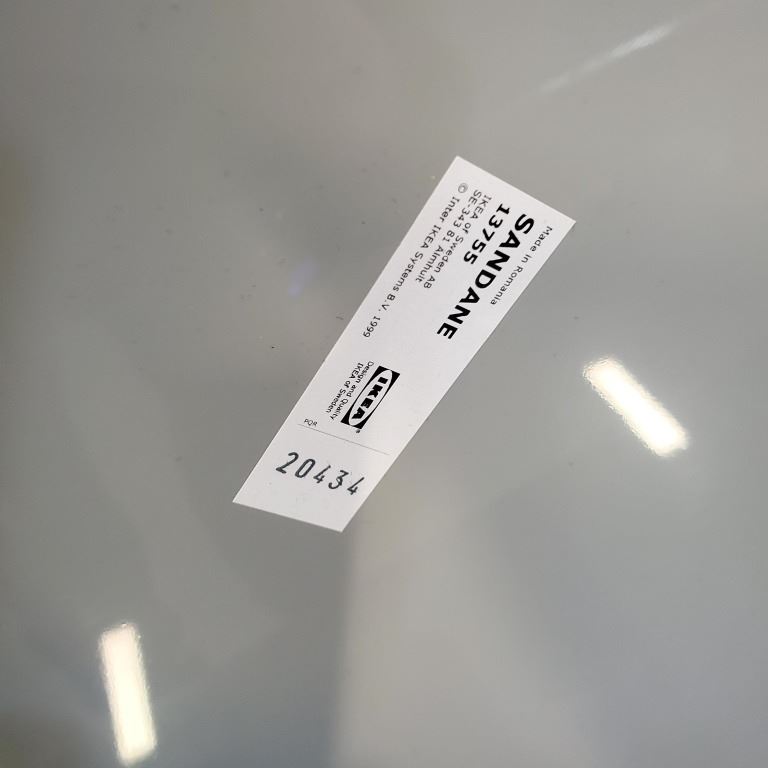 Made in Romania
SANDANE
13755
IKEA of Sweden AB
SE-343 81 Älmhult
© Inter IKEA Systems B.V. 1999
IKEA®
Design and Quality
IKEA of Sweden
PQR
20434